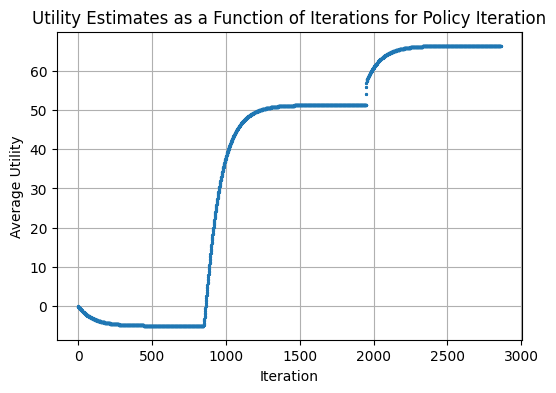 Utility Estimates as a Function of Iterations for Policy Iteration
Average Utility
60
50
40
30
20
10
0
0 500 1000 1500 2000 2500 3000
Iteration